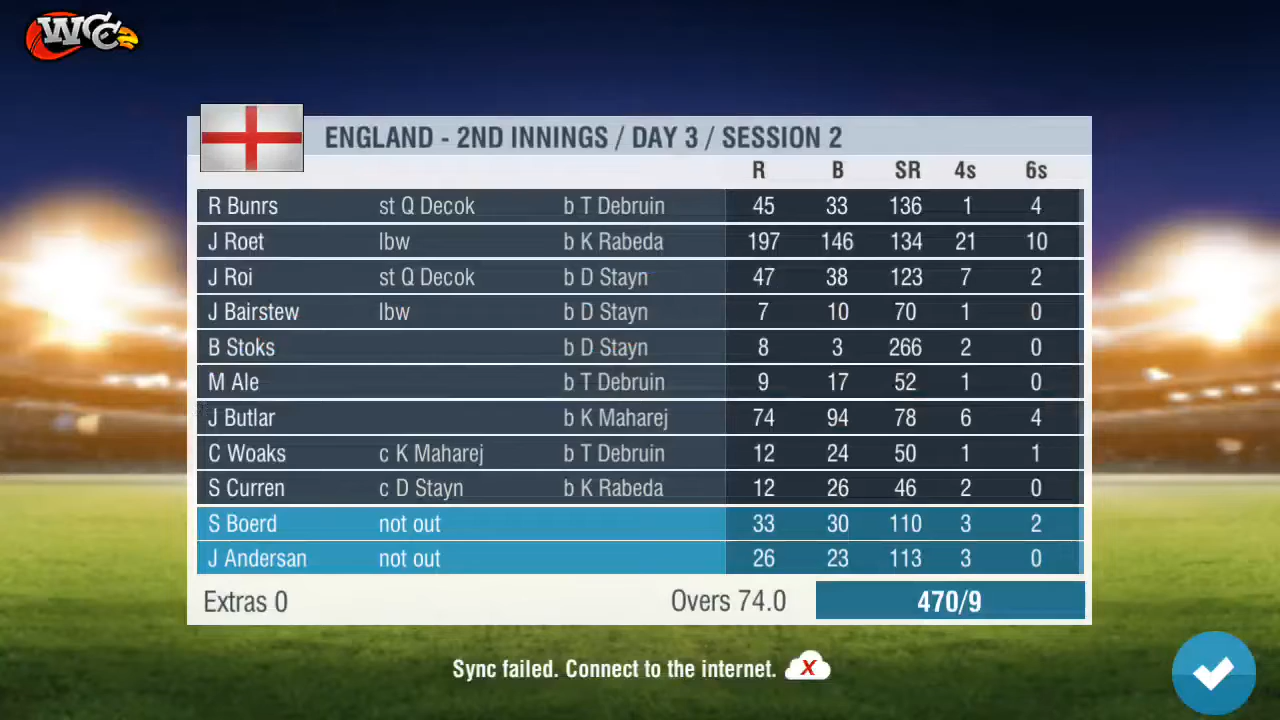 WCC
ENGLAND - 2ND INNINGS / DAY 3 / SESSION 2
R B SR 4s 6s
R Bunrs st Q Decok b T Debruin 45 33 136 1 4
J Roet lbw b K Rabeda 197 146 134 21 10
J Roi st Q Decok b D Stayn 47 38 123 7 2
J Bairstew lbw b D Stayn 7 10 70 1 0
B Stoks b D Stayn 8 3 266 2 0
M Ale b T Debruin 9 17 52 1 0
J Butlar b K Maharej 74 94 78 6 4
C Woaks c K Maharej b T Debruin 12 24 50 1 1
S Curren c D Stayn b K Rabeda 12 26 46 2 0
S Boerd not out 33 30 110 3 2
J Andersan not out 26 23 113 3 0
Extras 0 Overs 74.0 470/9
Sync failed. Connect to the internet. X